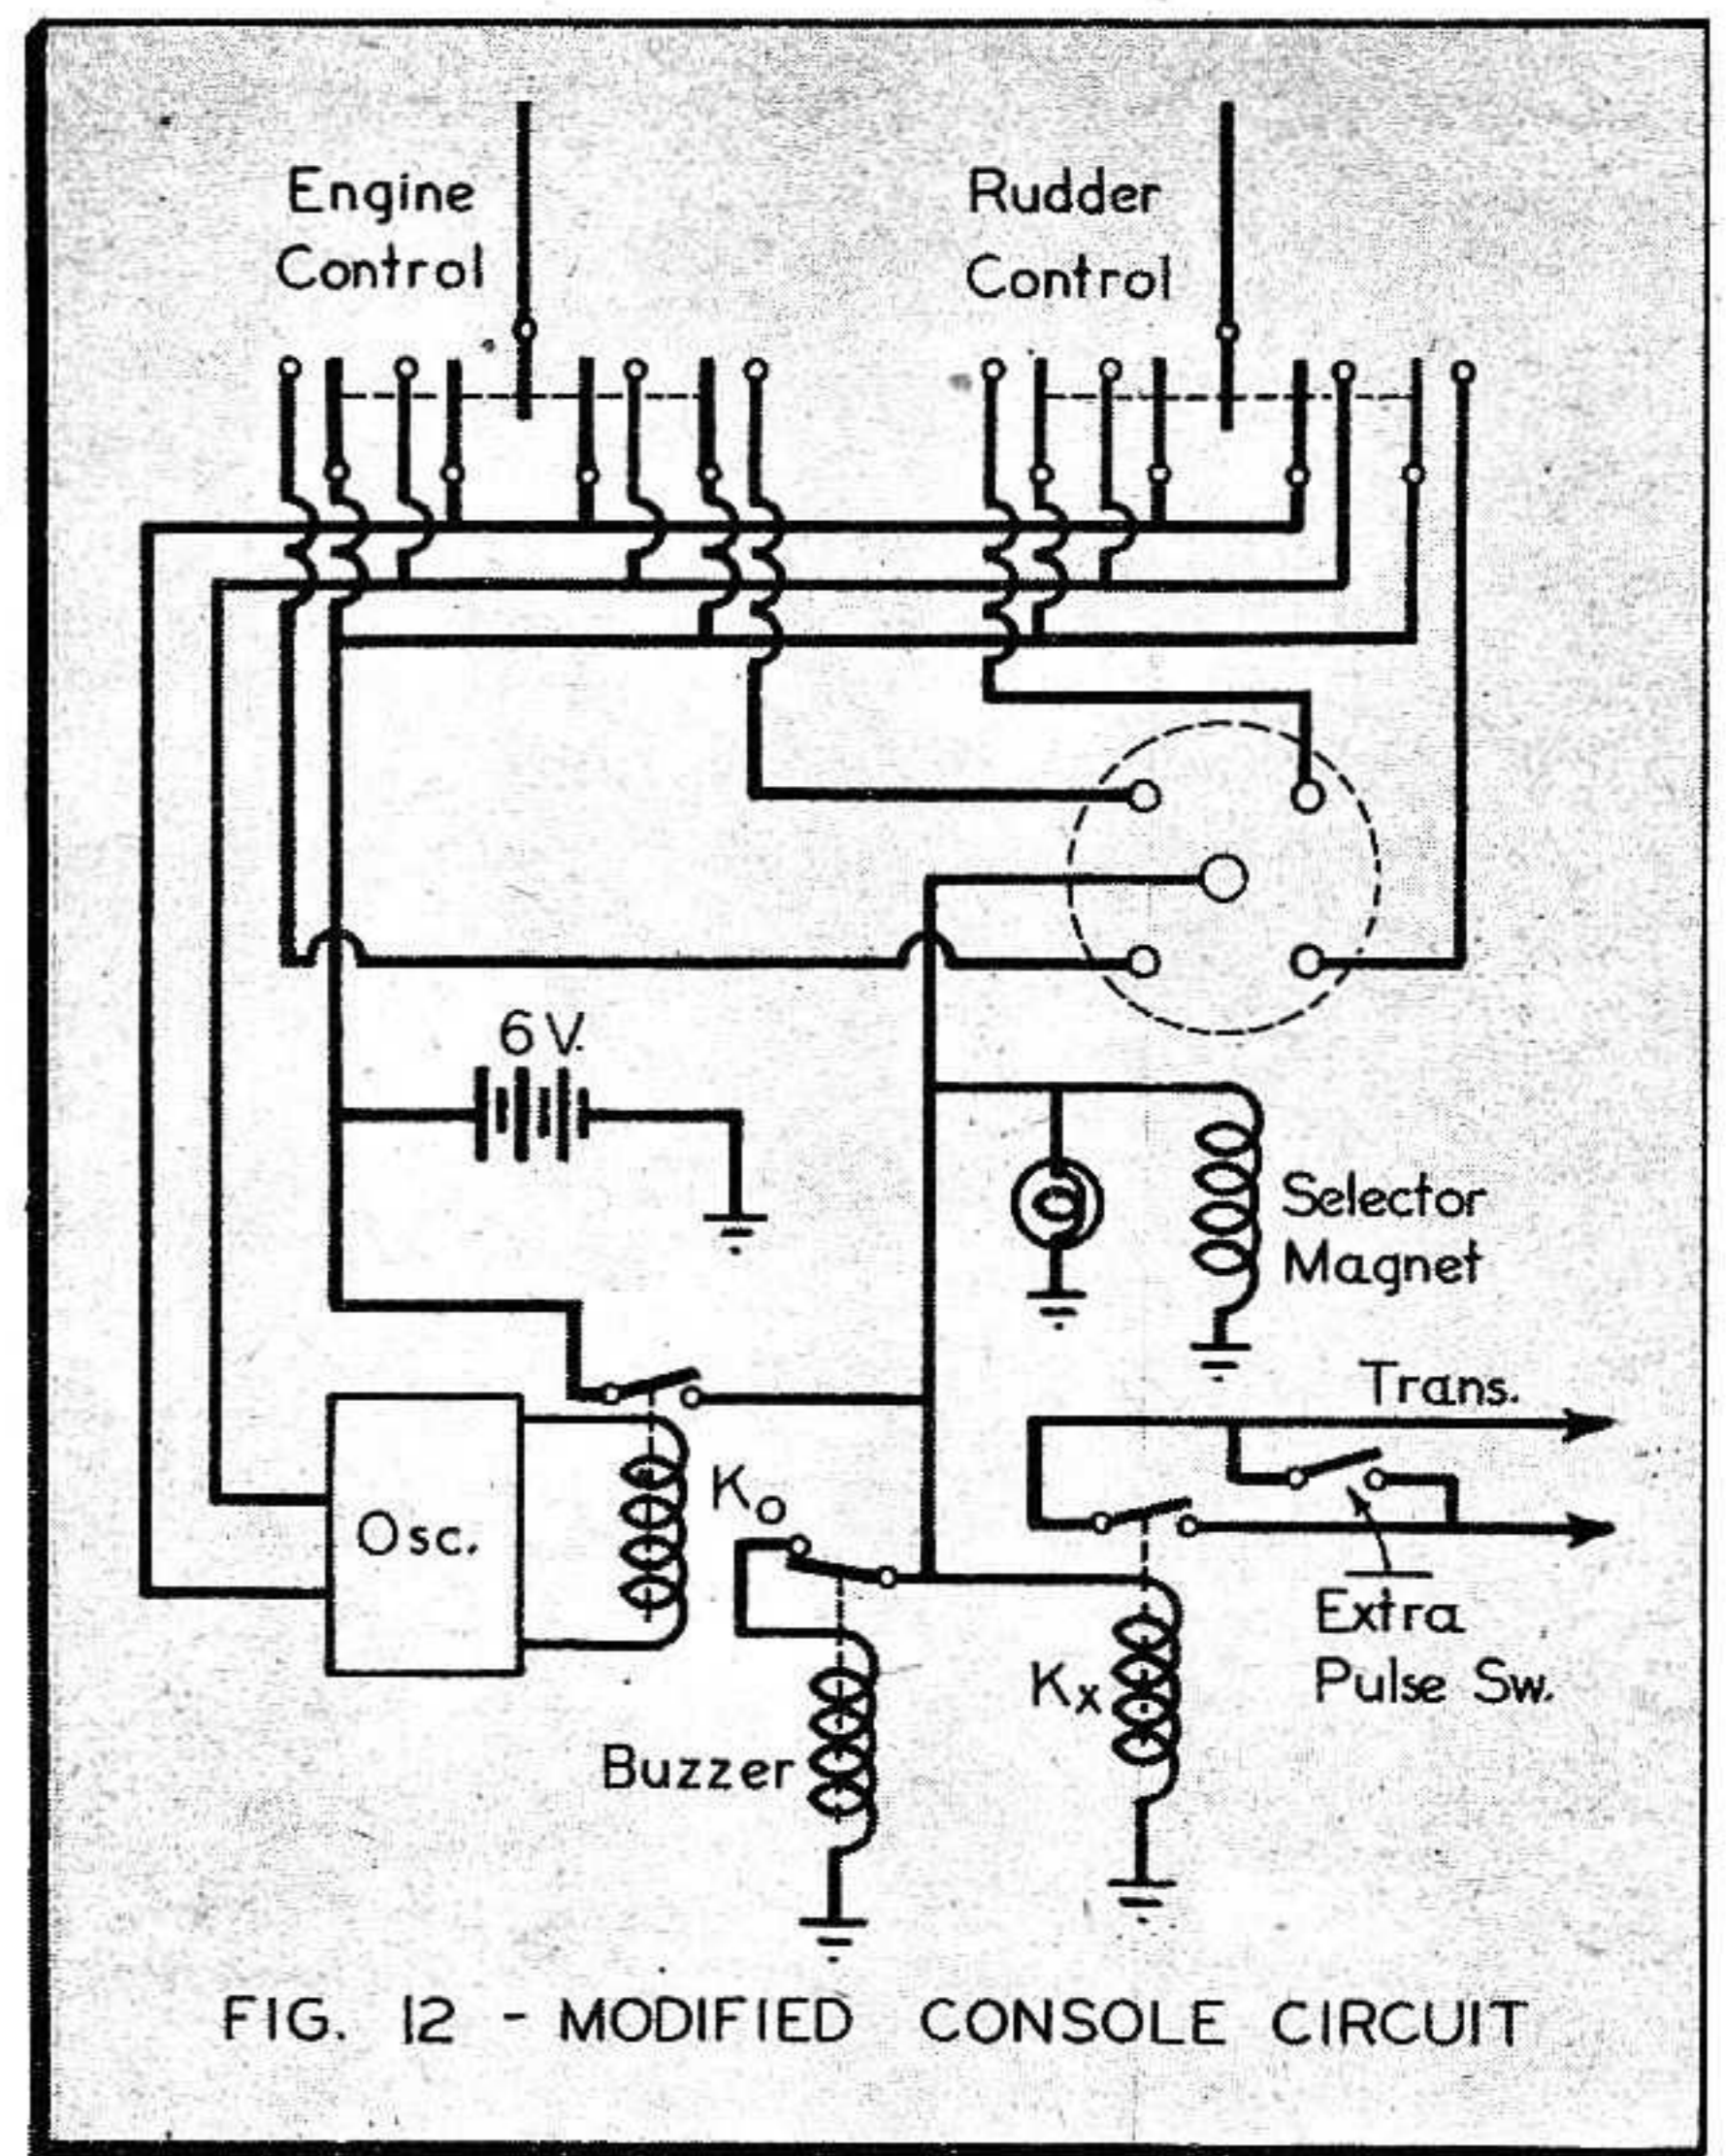 Engine
Control
Rudder
Control
6 V.
Selector
Magnet
Trans.
Osc.
Ko
Extra
Pulse Sw.
Kx
Buzzer
FIG. 12 - MODIFIED CONSOLE CIRCUIT